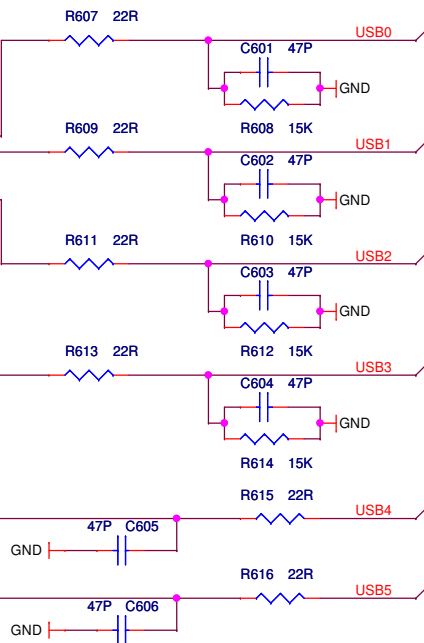 R607 22R
USB0
C601 47P
GND
R608 15K
R609 22R
USB1
C602 47P
GND
R610 15K
R611 22R
USB2
C603 47P
GND
R612 15K
R613 22R
USB3
C604 47P
GND
R614 15K
R615 22R
USB4
47P C605
GND
R616 22R
USB5
47P C606
GND